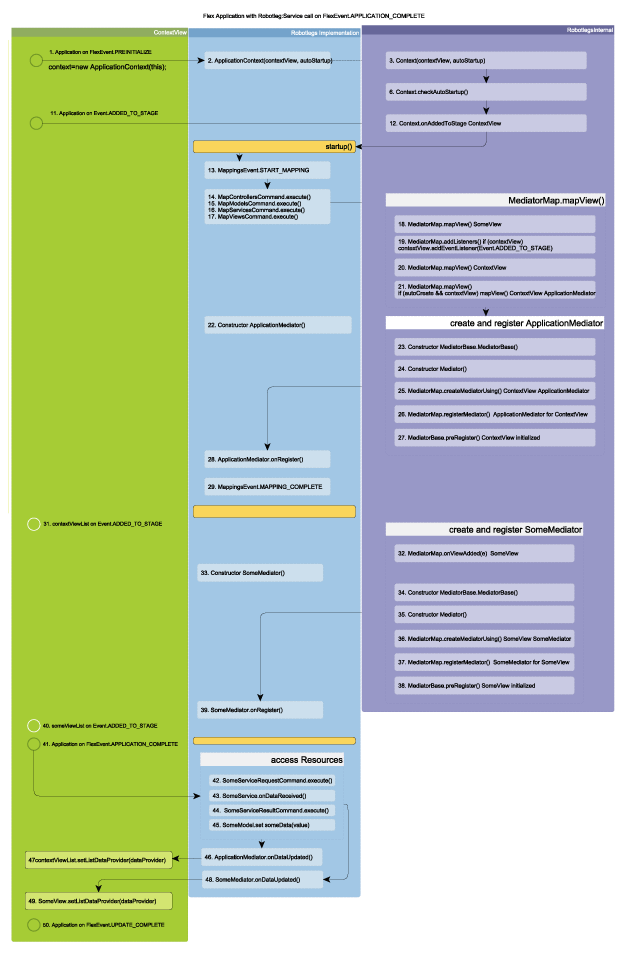 Flex Application with Robotleg:Service call on FlexEvent.APPLICATION_COMPLETE
ContextView
Robotlegs Implementation
RobotlegsInternal
1. Application on FlexEvent.PREINITIALIZE
context=new ApplicationContext(this);
2. ApplicationContext(contextView, autoStartup)
3. Context(contextView, autoStartup)
6. Context.checkAutoStartup()
11. Application on Event.ADDED_TO_STAGE
12. Context.onAddedToStage ContextView
startup()
13. MappingsEvent.START_MAPPING
14. MapControllersCommand.execute()
15. MapModelsCommand.execute()
16. MapServicesCommand.execute()
17. MapViewsCommand.execute()
MediatorMap.mapView()
18. MediatorMap.mapView() SomeView
19. MediatorMap.addListeners() if (contextView)
contextView.addEventListener(Event.ADDED_TO_STAGE)
20. MediatorMap.mapView() ContextView
21. MediatorMap.mapView()
if (autoCreate && contextView) mapView() ContextView ApplicationMediator
create and register ApplicationMediator
22. Constructor ApplicationMediator()
23. Constructor MediatorBase.MediatorBase()
24. Constructor Mediator()
25. MediatorMap.createMediatorUsing() ContextView ApplicationMediator
26. MediatorMap.registerMediator() ApplicationMediator for ContextView
27. MediatorBase.preRegister() ContextView initialized
28. ApplicationMediator.onRegister()
29. MappingsEvent.MAPPING_COMPLETE
31. contextViewList on Event.ADDED_TO_STAGE
create and register SomeMediator
32. MediatorMap.onViewAdded(e) SomeView
33. Constructor SomeMediator()
34. Constructor MediatorBase.MediatorBase()
35. Constructor Mediator()
36. MediatorMap.createMediatorUsing() SomeView SomeMediator
37. MediatorMap.registerMediator() SomeMediator for SomeView
38. MediatorBase.preRegister() SomeView initialized
39. SomeMediator.onRegister()
40. someViewList on Event.ADDED_TO_STAGE
41. Application on FlexEvent.APPLICATION_COMPLETE
access Resources
42. SomeServiceRequestCommand.execute()
43. SomeService.onDataReceived()
44. SomeServiceResultCommand.execute()
45. SomeModel.set someData(value)
46. ApplicationMediator.onDataUpdated()
47contextViewList.setListDataProvider(dataProvider)
48. SomeMediator.onDataUpdated()
49. SomeView.setListDataProvider(dataProvider)
50. Application on FlexEvent.UPDATE_COMPLETE